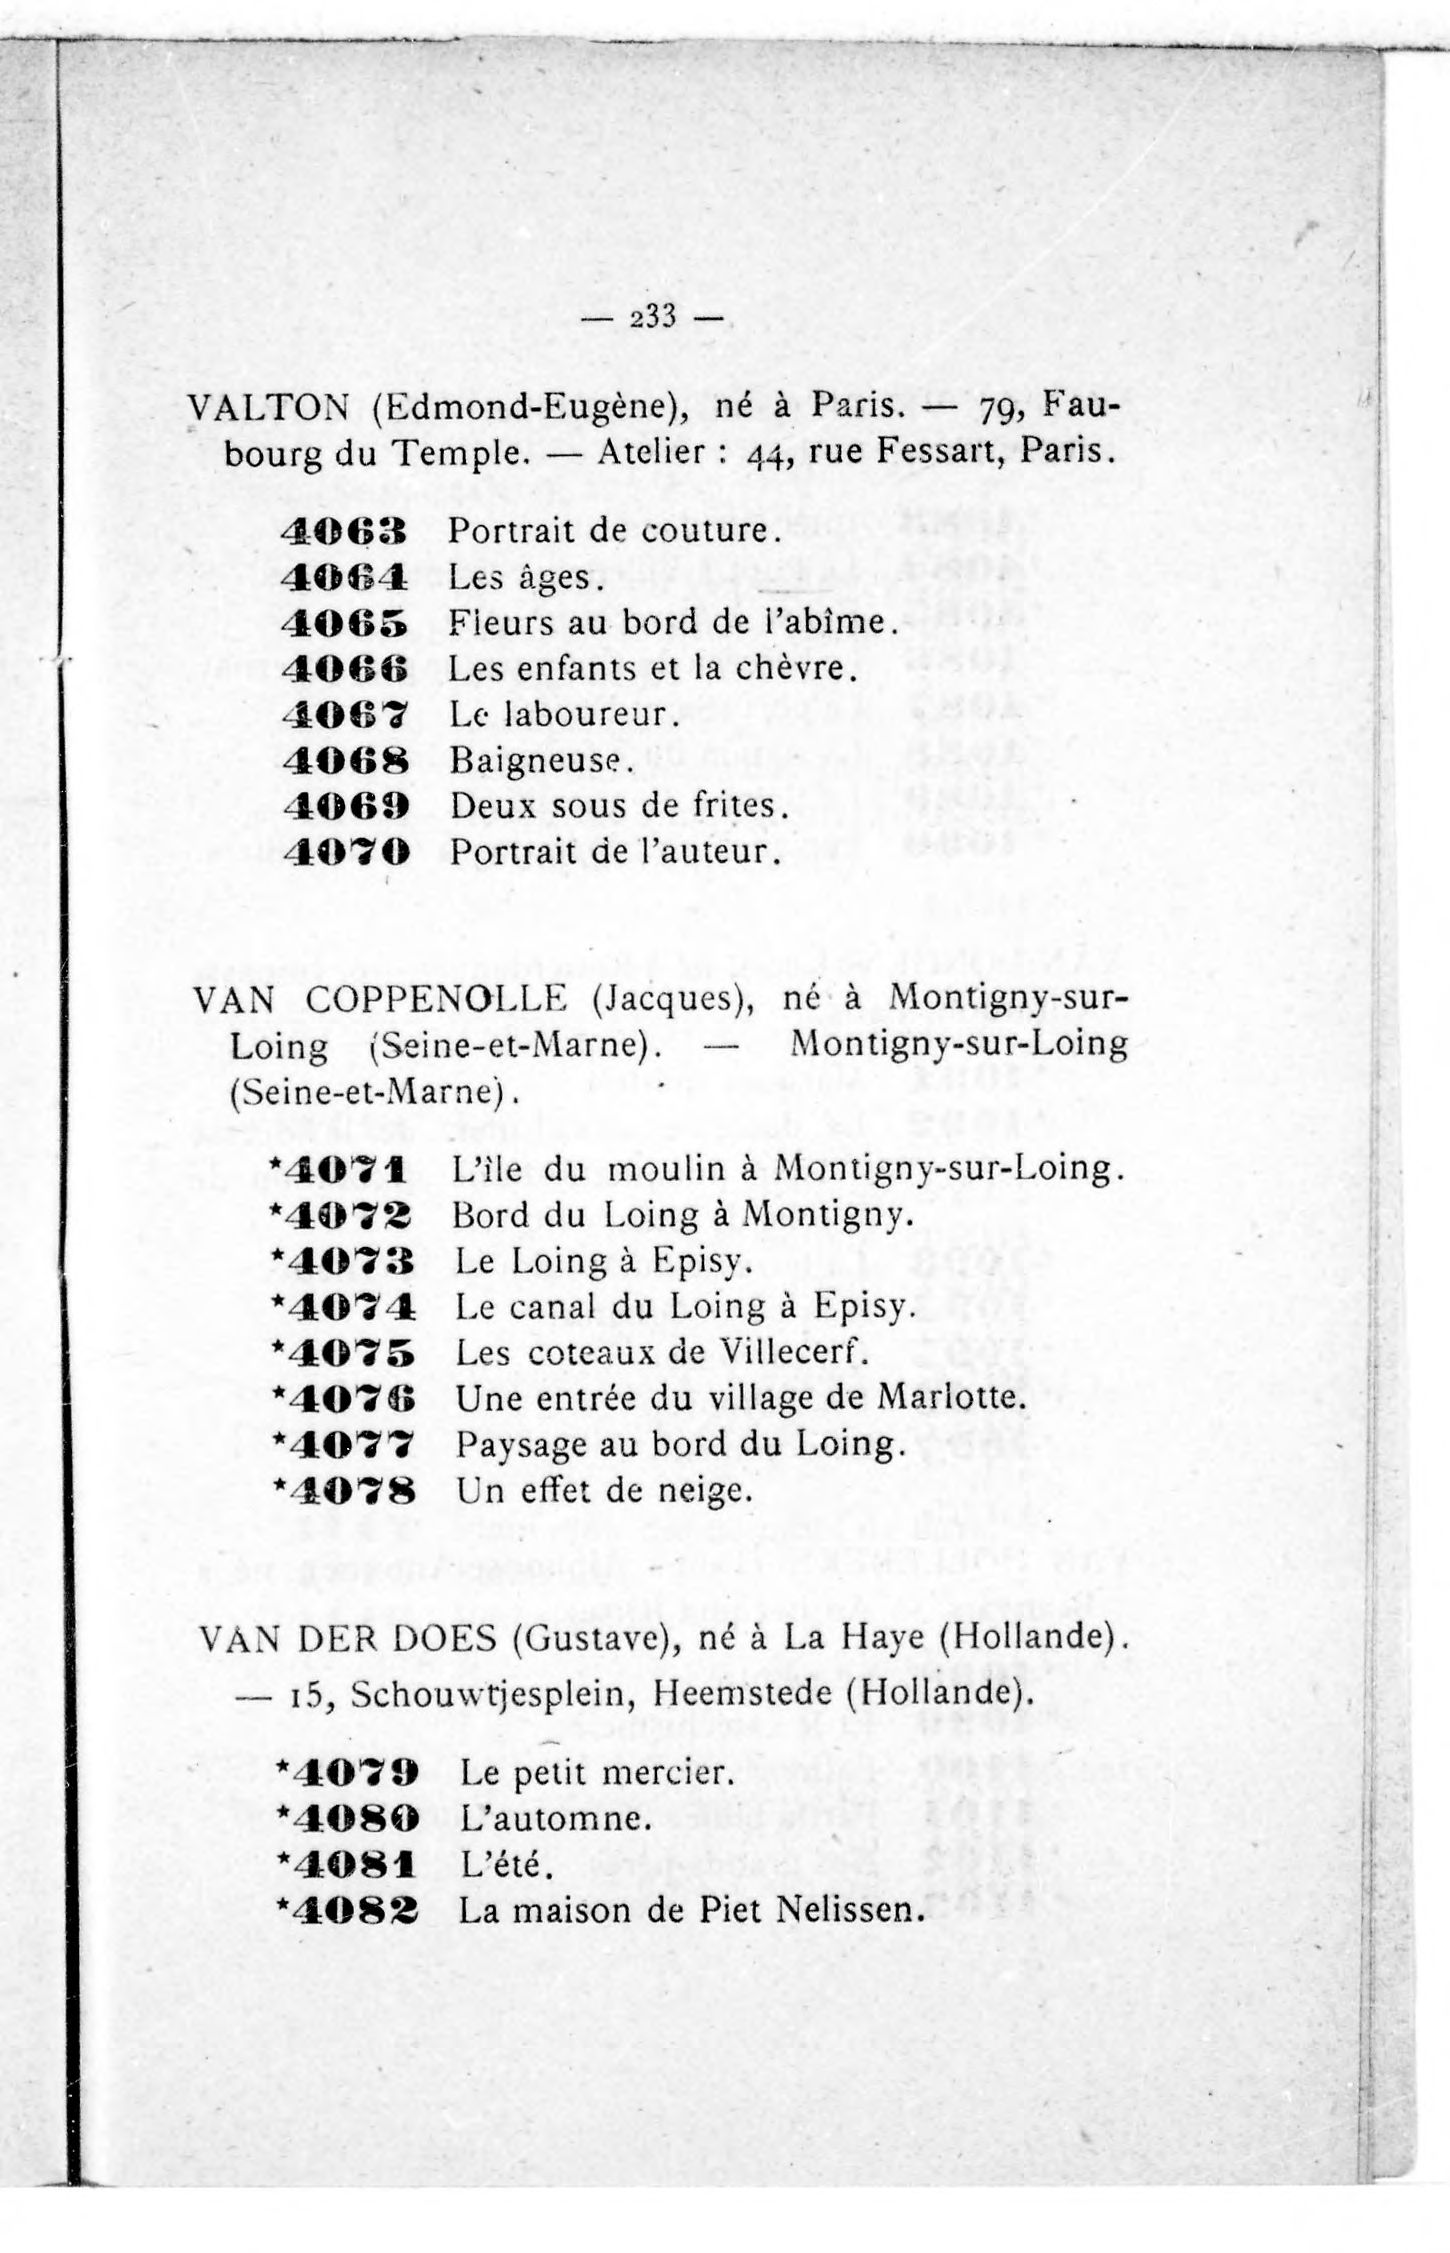 — 233 —
VALTON (Edmond-Eugène), né à Paris. — 79, Fau-
bourg du Temple. — Atelier : 44, rue Fessart, Paris.
4063 Portrait de couture.
4064 Les âges.
4065 Fleurs au bord de l'abîme.
4066 Les enfants et la chèvre.
4067 Le laboureur.
4068 Baigneuse.
4069 Deux sous de frites.
4070 Portrait de l'auteur.
VAN COPPENOLLE (Jacques), né à Montigny-sur-
Loing (Seine-et-Marne). — Montigny-sur-Loing
(Seine-et-Marne).
*4071 L'île du moulin à Montigny-sur-Loing.
*4072 Bord du Loing à Montigny.
*4073 Le Loing à Episy.
*4074 Le canal du Loing à Episy.
*4075 Les coteaux de Villecerf.
*4076 Une entrée du village de Marlotte.
*4077 Paysage au bord du Loing.
*4078 Un effet de neige.
VAN DER DOES (Gustave), né à La Haye (Hollande).
— 15, Schouwtjesplein, Heemstede (Hollande).
*4079 Le petit mercier.
*4080 L'automne.
*4081 L'été.
*4082 La maison de Piet Nelissen.